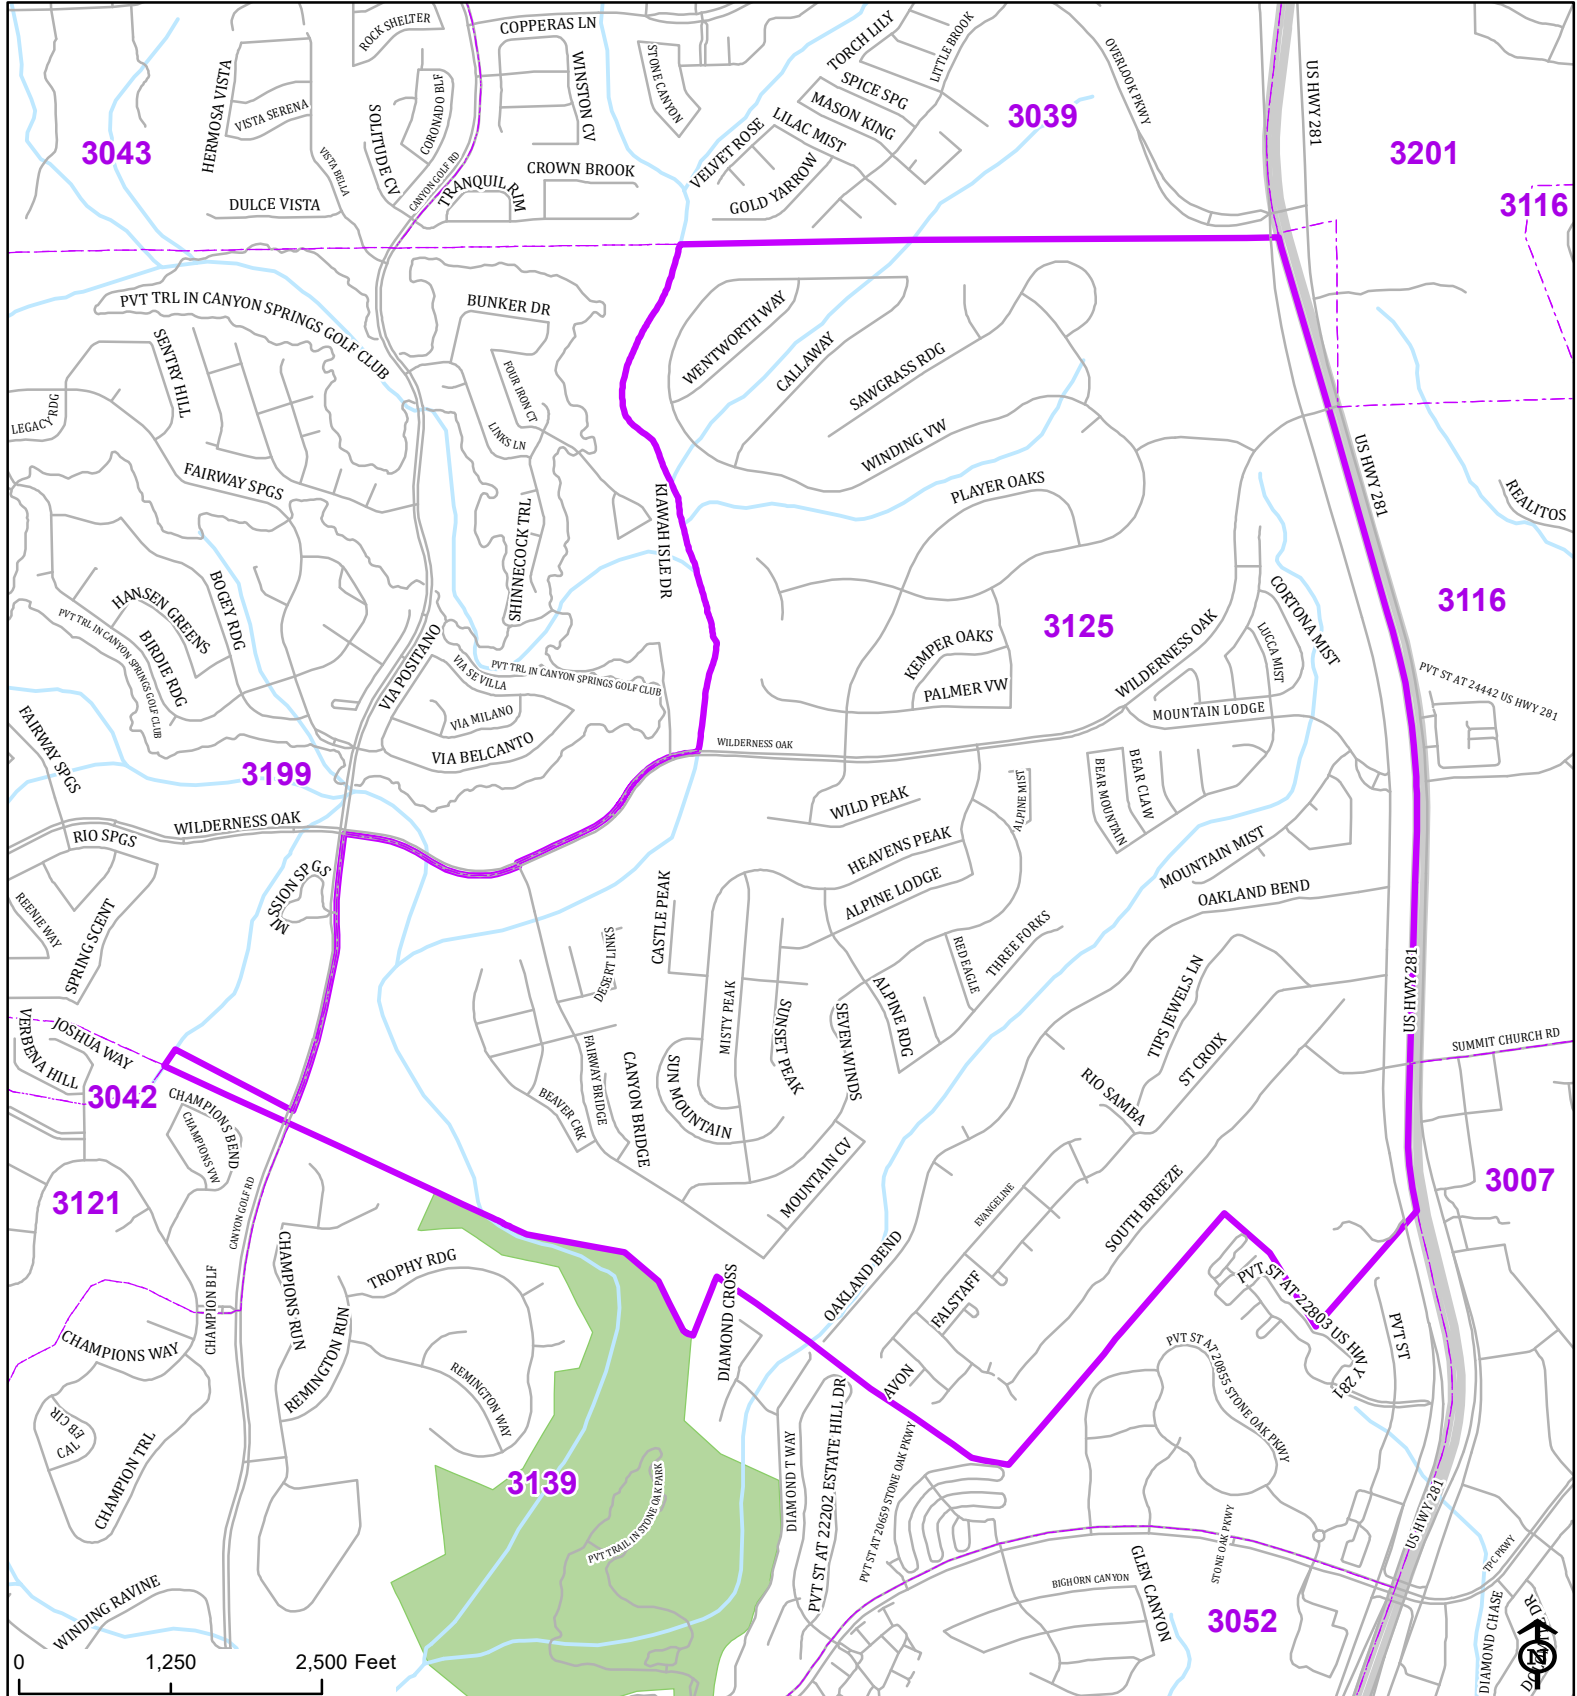 ROCK SHELTER
COPPERAS LN
TORCH LILY
LITTLE BROOK
OVERLOOK PKWY
US HWY 281
HERMOSA VISTA
VISTA SERENA
SOLITUDE CV
CORONADO BLF
WINSTON CV
STONE CANYON
SPICE SPG
MASON KING
LILAC MIST
3039
3043
3201
VISTA BELLA
CANYON GOLF RD
TRANQUIL RIM
CROWN BROOK
VELVET ROSE
GOLD YARROW
DULCE VISTA
3116
PVT TRL IN CANYON SPRINGS GOLF CLUB
BUNKER DR
WENTWORTH WAY
CALLAWAY
SAWGRASS RDG
SENTRY HILL
FOUR IRON CT
LINKS LN
LEGACY RDG
WINDING VW
US HWY 281
FAIRWAY SPGS
PLAYER OAKS
REALITOS
KIAWAH ISLE DR
SHINNECOCK TRL
BOGEY RDG
HANSEN GREENS
BIRDIE RDG
PVT TRL IN CANYON SPRINGS GOLF CLUB
3125
3116
CORTONA MIST
LUCCA MIST
KEMPER OAKS
PALMER VW
WILDERNESS OAK
VIA POSITANO
VIA SEVILLA
PVT TRL IN CANYON SPRINGS GOLF CLUB
VIA MILANO
VIA BELCANTO
PVT ST AT 24442 US HWY 281
MOUNTAIN LODGE
FAIRWAY SPGS
3199
WILDERNESS OAK
BEAR MOUNTAIN
BEAR CLAW
ALPINE MIST
WILD PEAK
WILDERNESS OAK
RIO SPGS
HEAVENS PEAK
MOUNTAIN MIST
ALPINE LODGE
OAKLAND BEND
MISSION SPGS
REENIE WAY
SPRING SCENT
CASTLE PEAK
DESERT LINKS
RED EAGLE
THREE FORKS
TIPS JEWELS LN
US HWY 281
ALPINE RDG
MISTY PEAK
SUNSET PEAK
SEVEN WINDS
VERBENA HILL
JOSHUA WAY
SUMMIT CHURCH RD
ST CROIX
3042
CHAMPIONS BEND
CHAMPIONS VW
FAIRWAY BRIDGE
BEAVER CRK
CANYON BRIDGE
SUN MOUNTAIN
RIO SAMBA
3121
3007
CANYON GOLF RD
MOUNTAIN CV
EVANGELINE
SOUTH BREEZE
CHAMPIONS RUN
TROPHY RDG
OAKLAND BEND
FALSTAFF
DIAMOND CROSS
PVT ST AT 22803 US HWY 281
PVT ST
CHAMPION BLF
CHAMPIONS WAY
REMINGTON RUN
REMINGTON WAY
AVON
PVT ST AT 20855 STONE OAK PKWY
CAL
EB CIR
CHAMPION TRL
3139
DIAMOND T WAY
PVT ST AT 22202 ESTATE HILL DR
PVT ST AT 20659 STONE OAK PKWY
PVT TRAIL IN STONE OAK PARK
US HWY 281
STONE OAK PKWY
TPC PKWY
BIGHORN CANYON
GLEN CANYON
3052
WINDING RAVINE
DIAMOND CHASE
N
0 1,250 2,500 Feet